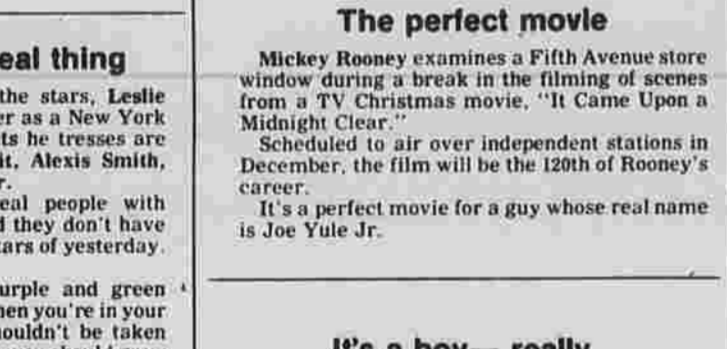 eal thing
the stars, Leslie
er as a New York
ts he tresses are
it, Alexis Smith,
r.
eal people with
d they don't have
tars of yesterday.
urple and green
hen you're in your
houldn't be taken
The perfect movie
Mickey Rooney examines a Fifth Avenue store
window during a break in the filming of scenes
from a TV Christmas movie, "It Came Upon a
Midnight Clear."
Scheduled to air over independent stations in
December, the film will be the 120th of Rooney's
career.
It's a perfect movie for a guy whose real name
is Joe Yule Jr.
It's a boy — really